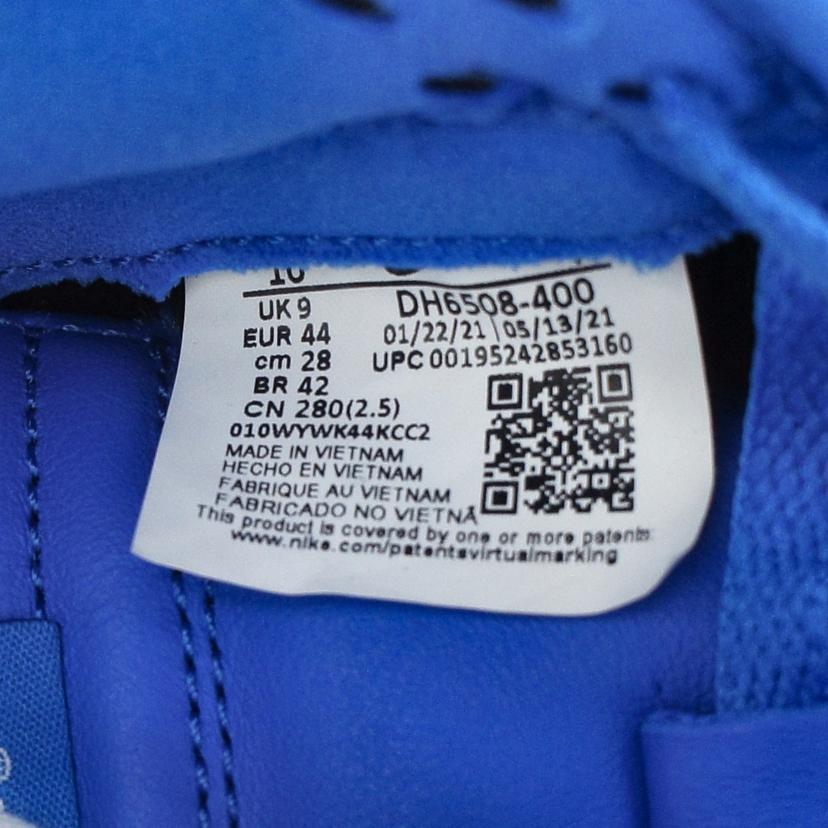 10
UK 9
EUR 44
cm 28
BR 42
CN 280(2.5)
DH6508-400
01/22/21 05/13/21
UPC 00195242853160
010WYWK44KCC2
MADE IN VIETNAM
HECHO EN VIETNAM
FABRIQUE AU VIETNAM
FABRICADO NO VIETNÃ
This product is covered by one or more patents
www.nike.com/patentsvirtualmarking